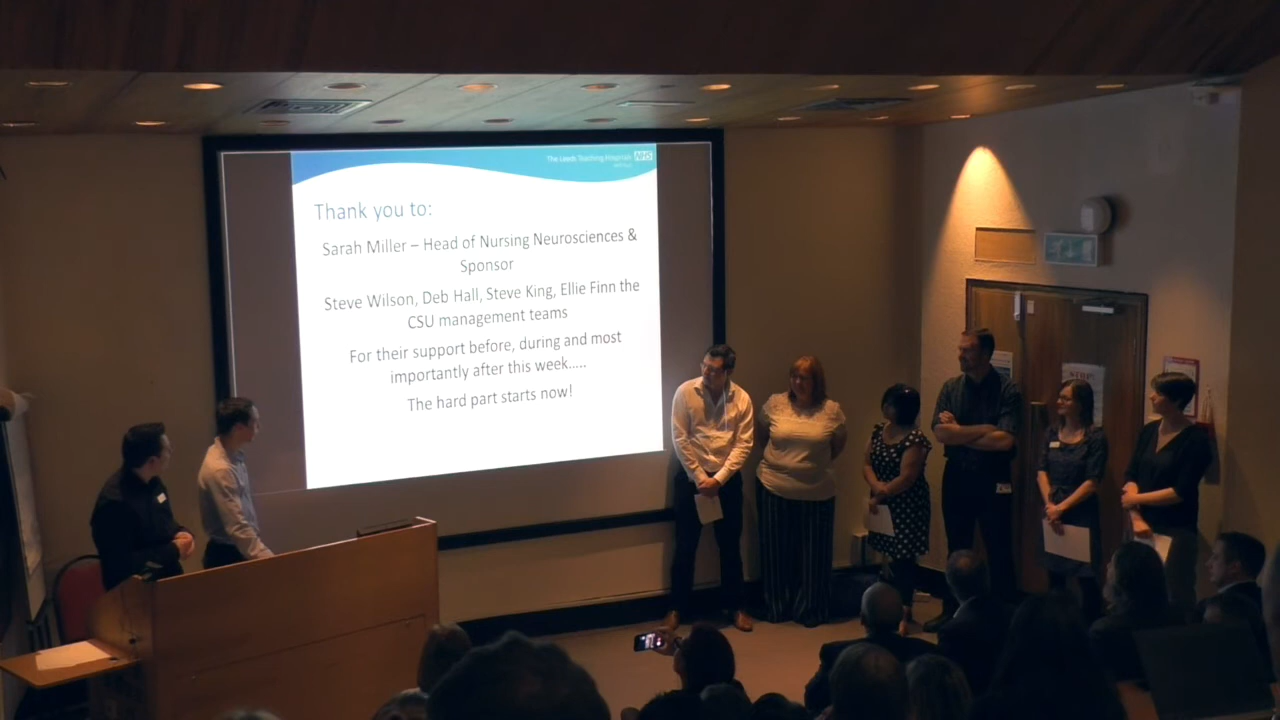 The Leeds Teaching Hospitals NHS
Thank you to:
Sarah Miller – Head of Nursing Neurosciences &
Sponsor
Steve Wilson, Deb Hall, Steve King, Ellie Finn the
CSU management teams
For their support before, during and most
importantly after this week.....
The hard part starts now!
STOP